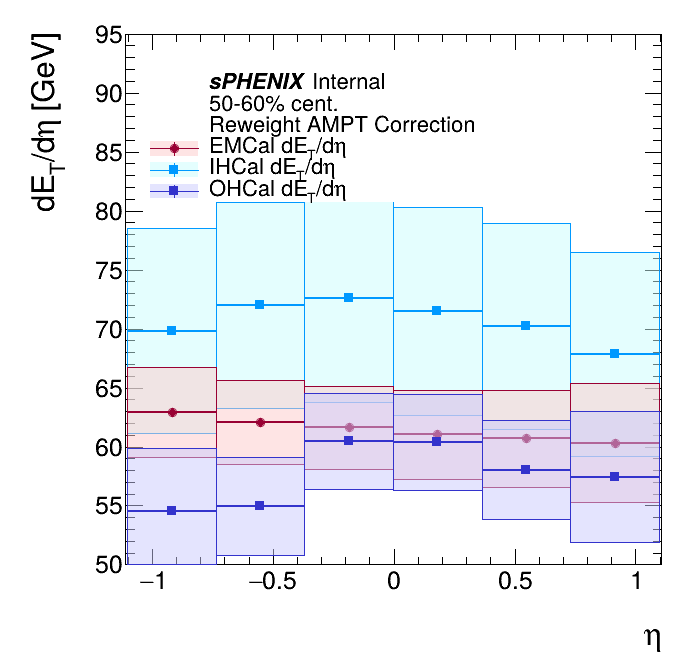 dE_T/dη [GeV]
95
90
85
80
75
70
65
60
55
50
sPHENIX Internal
50-60% cent.
Reweight AMPT Correction
EMCal dE_T/dη
IHCal dE_T/dη
OHCal dE_T/dη
−1 −0.5 0 0.5 1
η